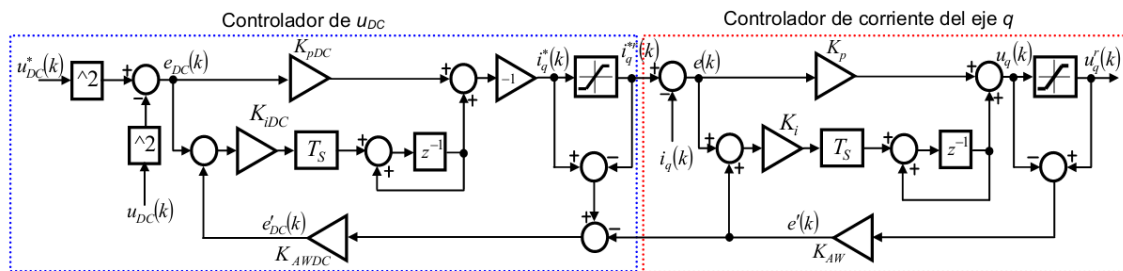 Controlador de u_DC
Controlador de corriente del eje q
u*_DC(k)
^2
+
−
e_DC(k)
K_pDC
+
+
-1
i*_q(k)
i*r_q(k)
+
−
e(k)
K_p
+
+
u_q(k)
u^r_q(k)
^2
u_DC(k)
K_iDC
T_S
+
+
z^-1
+
−
i_q(k)
+
+
K_i
T_S
+
+
z^-1
−
+
e'_DC(k)
K_AWDC
+
−
e'(k)
K_AW